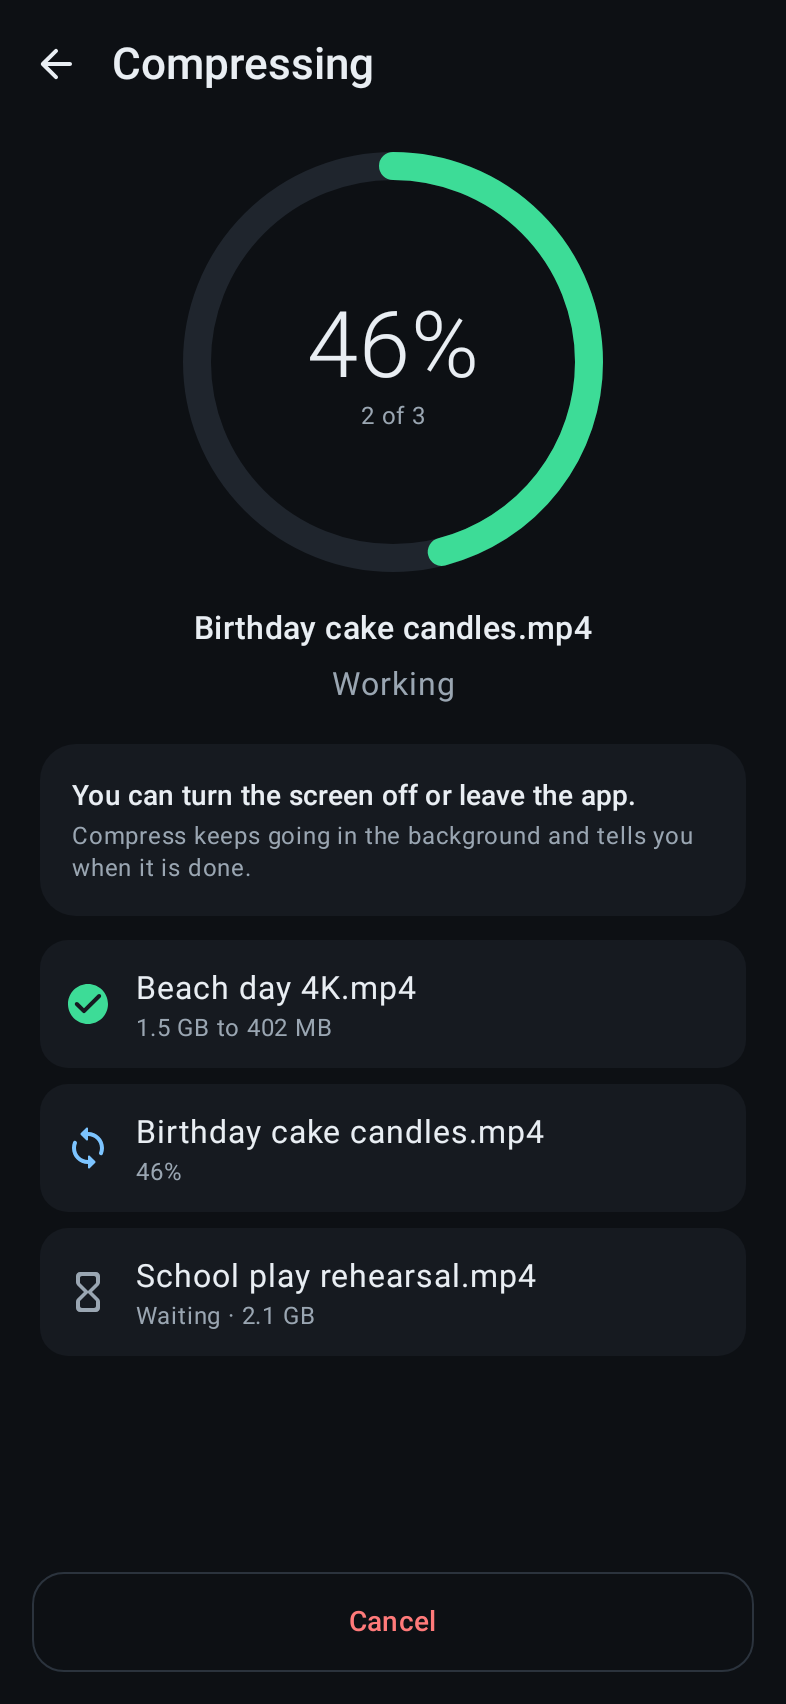 Compressing
46%
2 of 3
Birthday cake candles.mp4
Working
You can turn the screen off or leave the app.
Compress keeps going in the background and tells you
when it is done.
Beach day 4K.mp4
1.5 GB to 402 MB
Birthday cake candles.mp4
46%
School play rehearsal.mp4
Waiting · 2.1 GB
Cancel